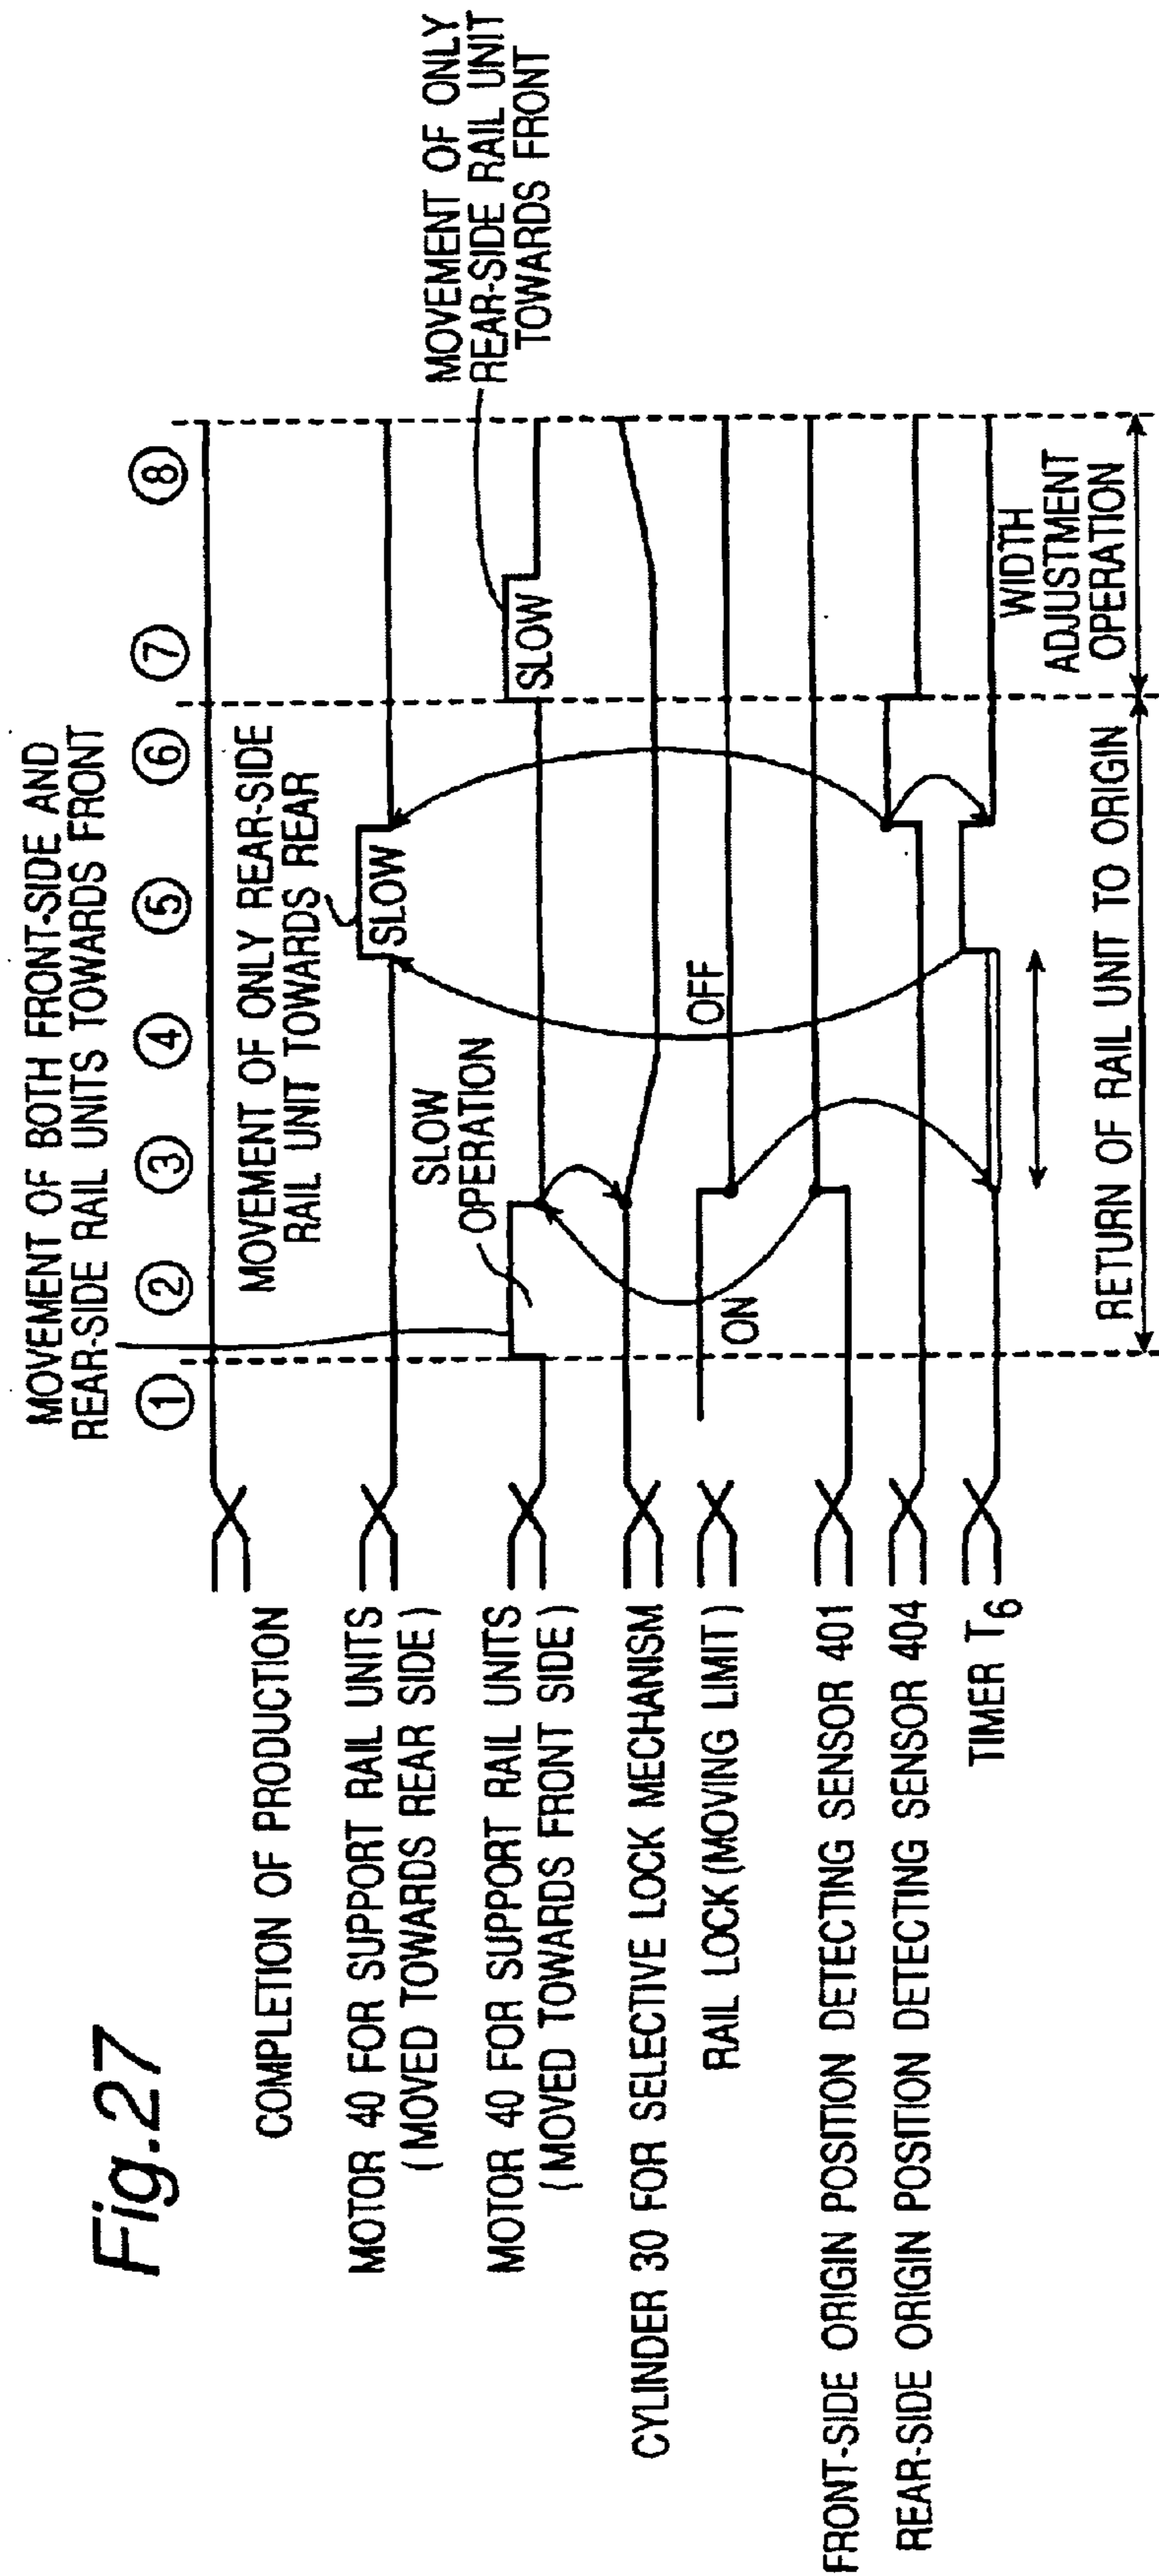 Fig.27
MOVEMENT OF BOTH FRONT-SIDE AND
REAR-SIDE RAIL UNITS TOWARDS FRONT
① ② ③ ④ ⑤ ⑥ ⑦ ⑧
COMPLETION OF PRODUCTION
MOVEMENT OF ONLY REAR-SIDE
RAIL UNIT TOWARDS REAR
MOTOR 40 FOR SUPPORT RAIL UNITS
(MOVED TOWARDS REAR SIDE)
SLOW
MOTOR 40 FOR SUPPORT RAIL UNITS
(MOVED TOWARDS FRONT SIDE)
SLOW
OPERATION
SLOW
MOVEMENT OF ONLY
REAR-SIDE RAIL UNIT
TOWARDS FRONT
CYLINDER 30 FOR SELECTIVE LOCK MECHANISM
RAIL LOCK (MOVING LIMIT)
ON
OFF
FRONT-SIDE ORIGIN POSITION DETECTING SENSOR 401
REAR-SIDE ORIGIN POSITION DETECTING SENSOR 404
TIMER T6
RETURN OF RAIL UNIT TO ORIGIN
WIDTH
ADJUSTMENT
OPERATION